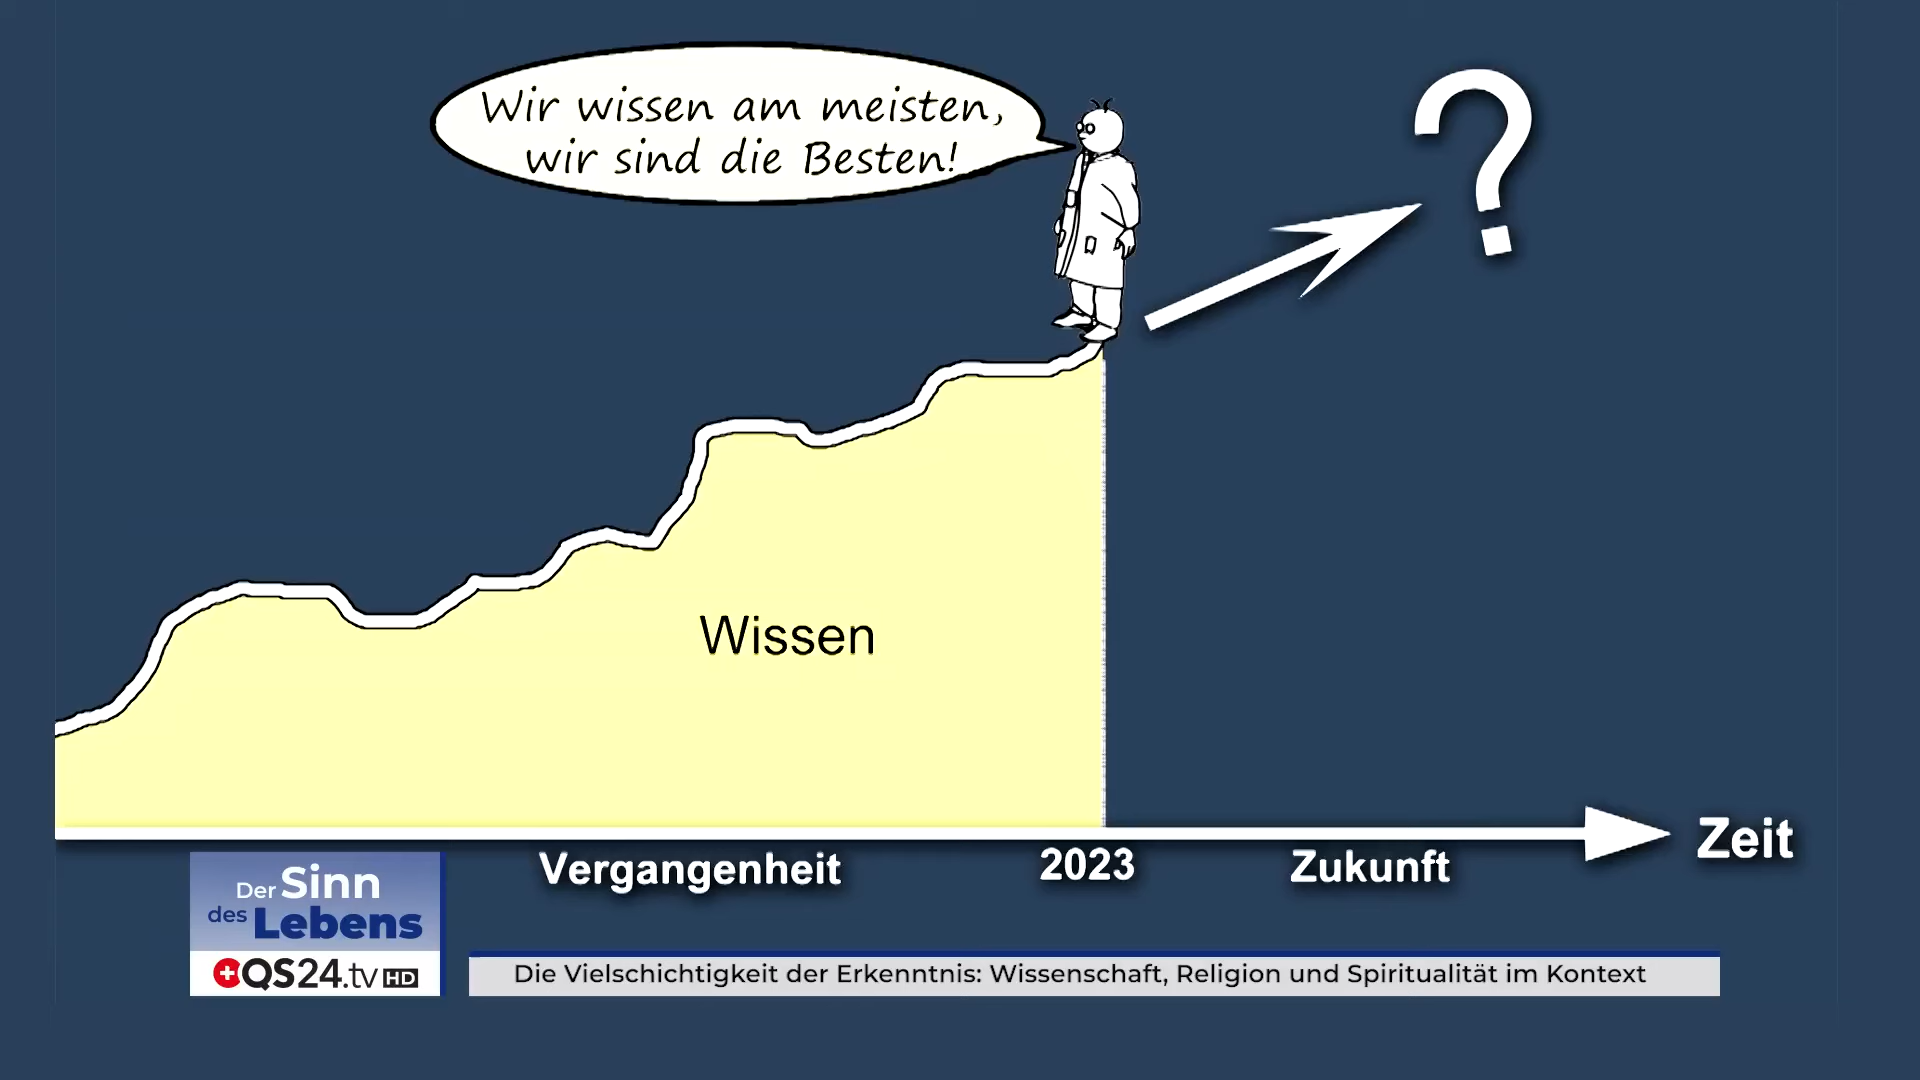 Wir wissen am meisten,
wir sind die Besten!
?
Wissen
Zeit
Vergangenheit
2023
Zukunft
Der Sinn
des Lebens
QS24.tv HD
Die Vielschichtigkeit der Erkenntnis: Wissenschaft, Religion und Spiritualität im Kontext